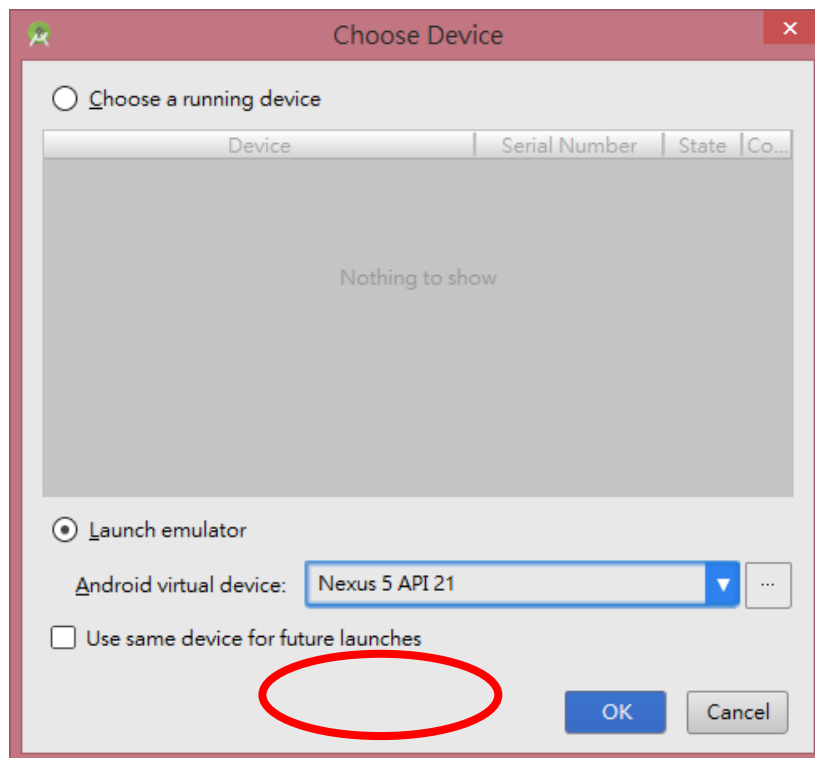 Choose Device
Choose a running device
Device Serial Number State Co...
Nothing to show
Launch emulator
Android virtual device: Nexus 5 API 21 ...
Use same device for future launches
OK Cancel